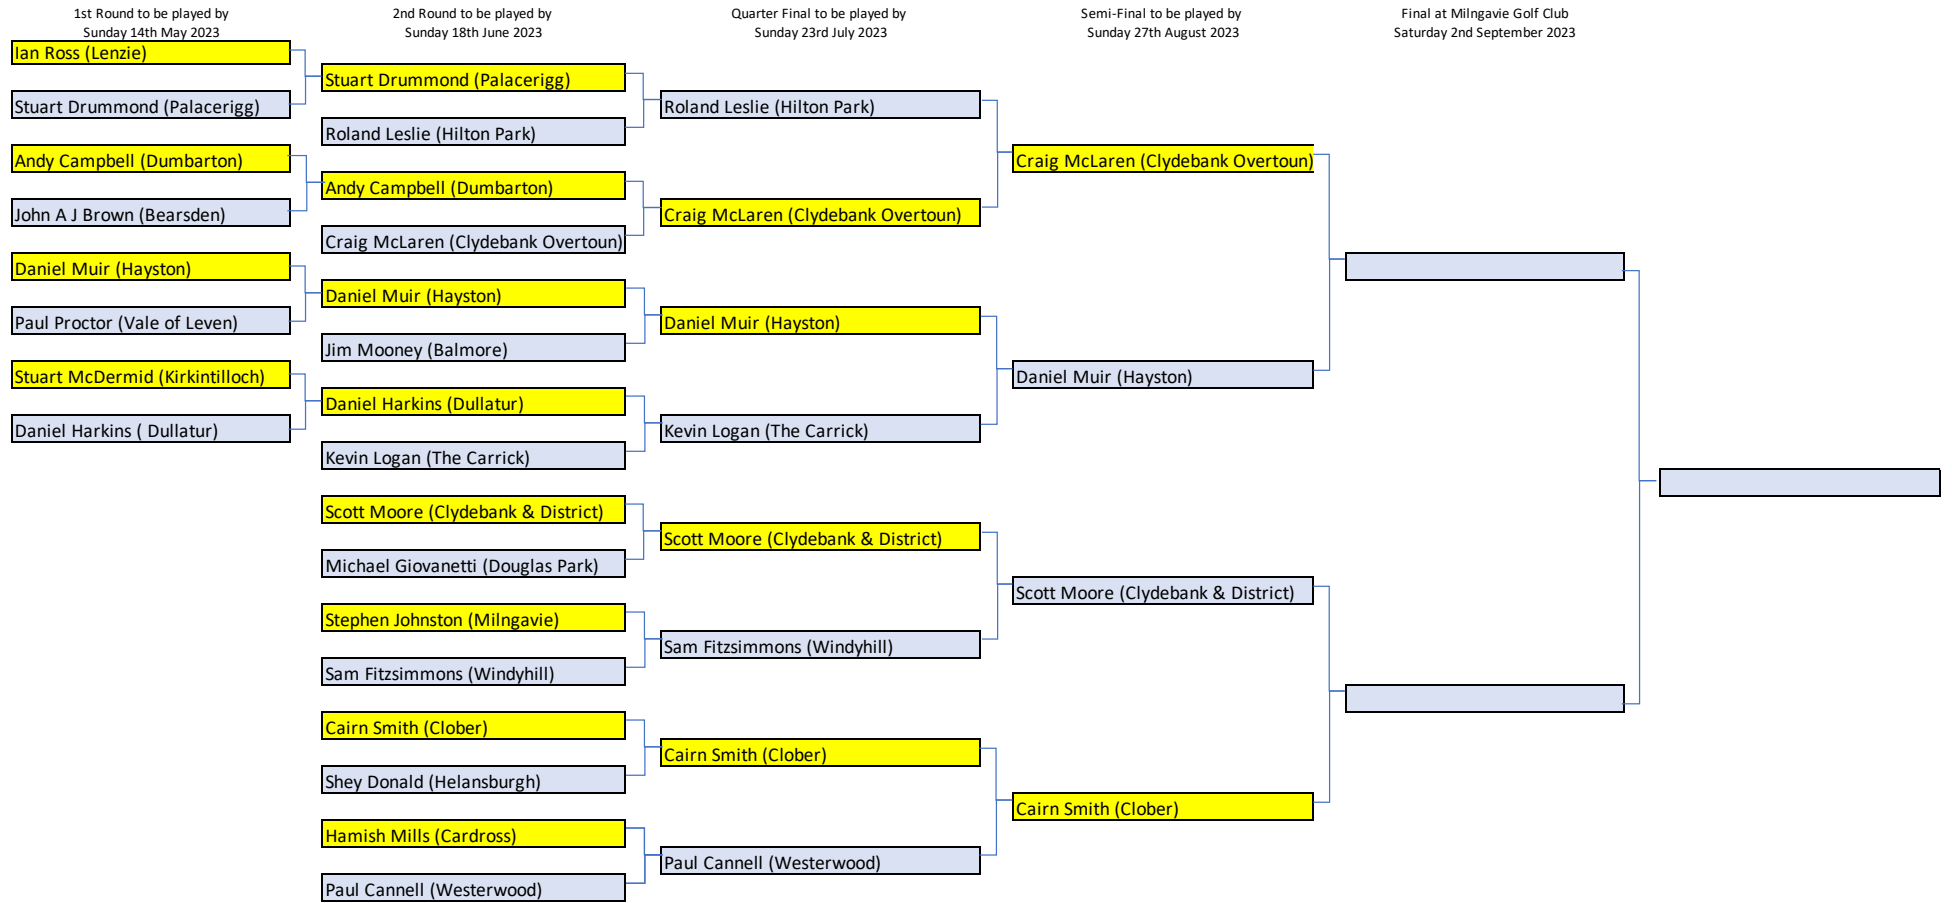 1st Round to be played by
Sunday 14th May 2023
2nd Round to be played by
Sunday 18th June 2023
Quarter Final to be played by
Sunday 23rd July 2023
Semi-Final to be played by
Sunday 27th August 2023
Final at Milngavie Golf Club
Saturday 2nd September 2023
Ian Ross (Lenzie)
Stuart Drummond (Palacerigg)
Andy Campbell (Dumbarton)
John A J Brown (Bearsden)
Daniel Muir (Hayston)
Paul Proctor (Vale of Leven)
Stuart McDermid (Kirkintilloch)
Daniel Harkins ( Dullatur)
Stuart Drummond (Palacerigg)
Roland Leslie (Hilton Park)
Andy Campbell (Dumbarton)
Craig McLaren (Clydebank Overtoun)
Daniel Muir (Hayston)
Jim Mooney (Balmore)
Daniel Harkins (Dullatur)
Kevin Logan (The Carrick)
Scott Moore (Clydebank & District)
Michael Giovanetti (Douglas Park)
Stephen Johnston (Milngavie)
Sam Fitzsimmons (Windyhill)
Cairn Smith (Clober)
Shey Donald (Helansburgh)
Hamish Mills (Cardross)
Paul Cannell (Westerwood)
Roland Leslie (Hilton Park)
Craig McLaren (Clydebank Overtoun)
Daniel Muir (Hayston)
Kevin Logan (The Carrick)
Scott Moore (Clydebank & District)
Sam Fitzsimmons (Windyhill)
Cairn Smith (Clober)
Paul Cannell (Westerwood)
Craig McLaren (Clydebank Overtoun)
Daniel Muir (Hayston)
Scott Moore (Clydebank & District)
Cairn Smith (Clober)